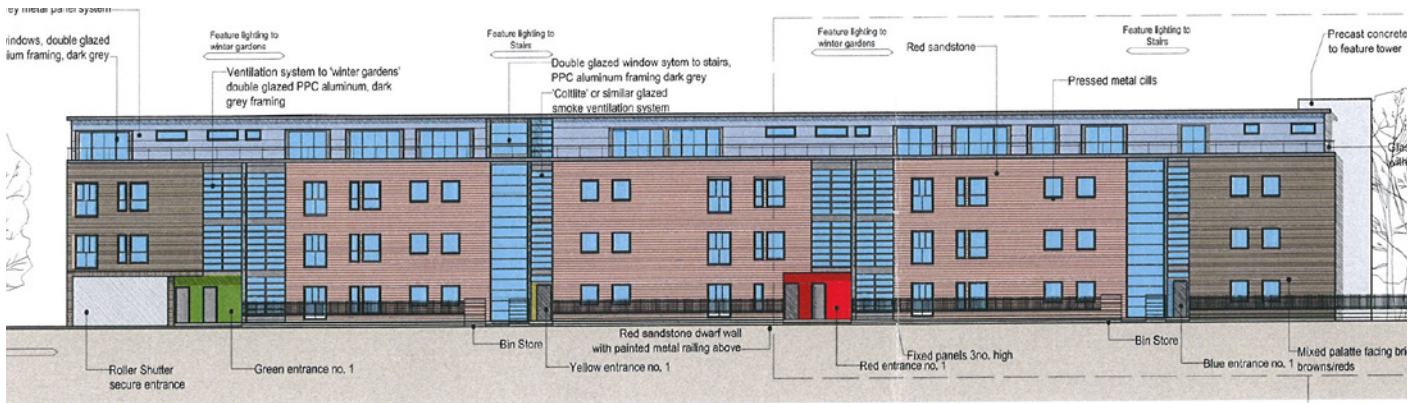 metal panel system
windows, double glazed
framing, dark grey
Feature lighting to
winter gardens
Ventilation system to 'winter gardens'
double glazed PPC aluminum, dark
grey framing
Feature lighting to
Stairs
Double glazed window sytem to stairs,
PPC aluminum framing dark grey
'Coltlite' or similar glazed
smoke ventilation system
Feature lighting to
winter gardens
Red sandstone
Pressed metal cills
Feature lighting to
Stairs
Precast concrete
to feature tower
Roller Shutter
secure entrance
Green entrance no. 1
Bin Store
Yellow entrance no. 1
Red sandstone dwarf wall
with painted metal railing above
Fixed panels 3no. high
Red entrance no. 1
Bin Store
Blue entrance no. 1
Mixed palatte facing
browns/reds